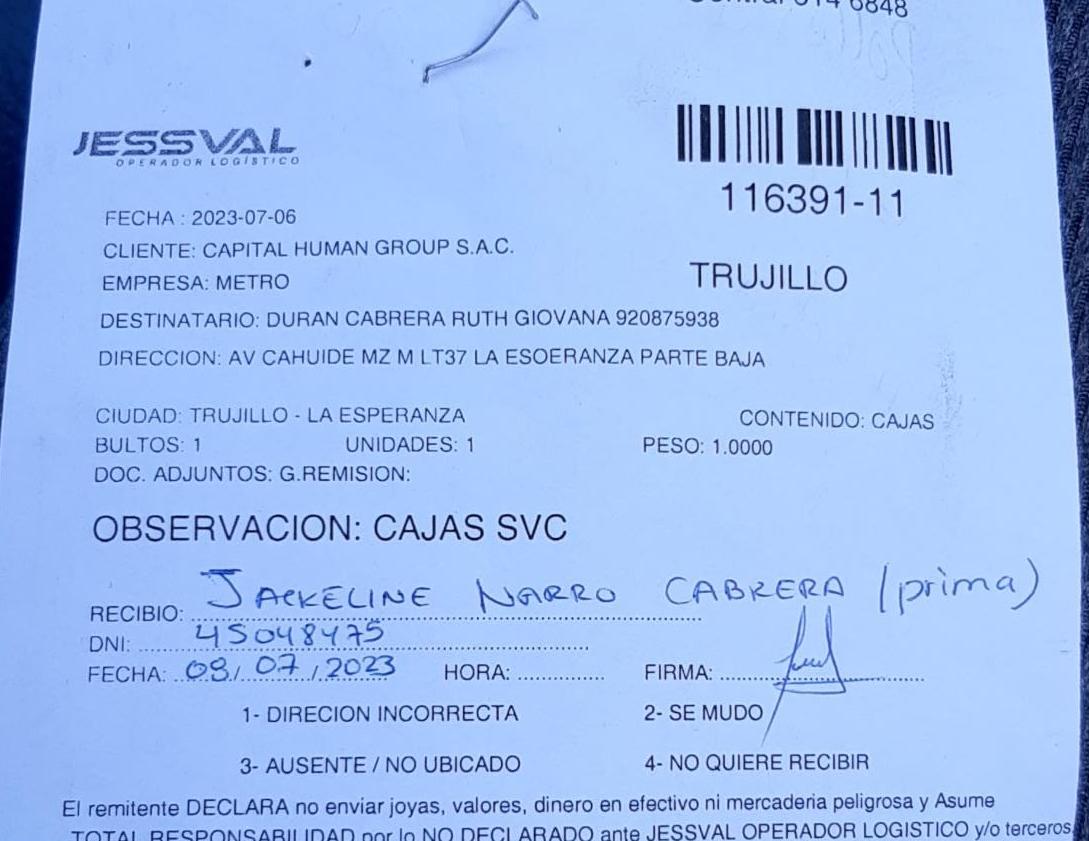 6848
JESSVAL
OPERADOR LOGÍSTICO
116391-11
FECHA : 2023-07-06
CLIENTE: CAPITAL HUMAN GROUP S.A.C.
EMPRESA: METRO
TRUJILLO
DESTINATARIO: DURAN CABRERA RUTH GIOVANA 920875938
DIRECCION: AV CAHUIDE MZ M LT37 LA ESOERANZA PARTE BAJA
CIUDAD: TRUJILLO - LA ESPERANZA CONTENIDO: CAJAS
BULTOS: 1 UNIDADES: 1 PESO: 1.0000
DOC. ADJUNTOS: G.REMISION:
OBSERVACION: CAJAS SVC
RECIBIO: JACKELINE NARRO CABRERA (prima)
DNI: 45048475
FECHA: 08/07/2023 HORA: FIRMA:
1- DIRECION INCORRECTA 2- SE MUDO
3- AUSENTE / NO UBICADO 4- NO QUIERE RECIBIR
El remitente DECLARA no enviar joyas, valores, dinero en efectivo ni mercaderia peligrosa y Asume
TOTAL RESPONSABILIDAD por lo NO DECLARADO ante JESSVAL OPERADOR LOGISTICO y/o terceros